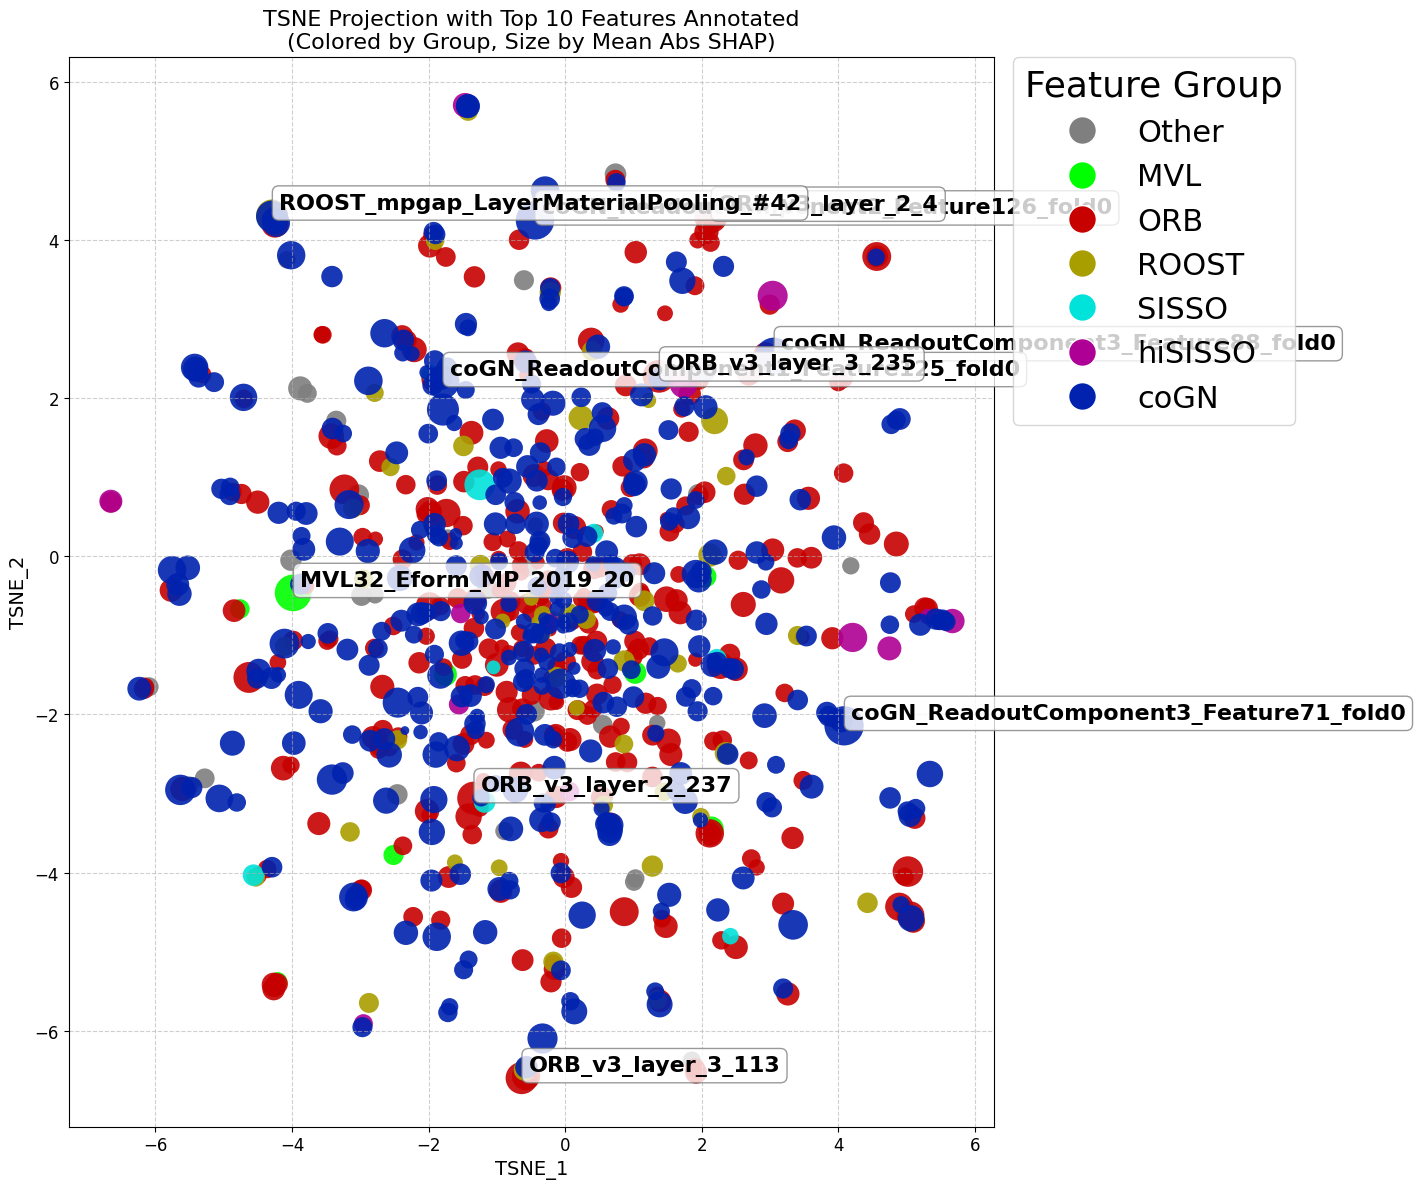 TSNE Projection with Top 10 Features Annotated
(Colored by Group, Size by Mean Abs SHAP)
Feature Group
Other
MVL
ORB
ROOST
SISSO
hiSISSO
coGN
ROOST_mpgap_LayerMaterialPooling_#42
_layer_2_4
coGN_ReadoutComponent3_Feature88_fold0
ORB_v3_layer_3_235
coGN_ReadoutComponent1_Feature125_fold0
MVL32_Eform_MP_2019_20
coGN_ReadoutComponent3_Feature71_fold0
ORB_v3_layer_2_237
ORB_v3_layer_3_113
6
4
2
0
−2
−4
−6
TSNE_2
−6 −4 −2 0 2 4 6
TSNE_1